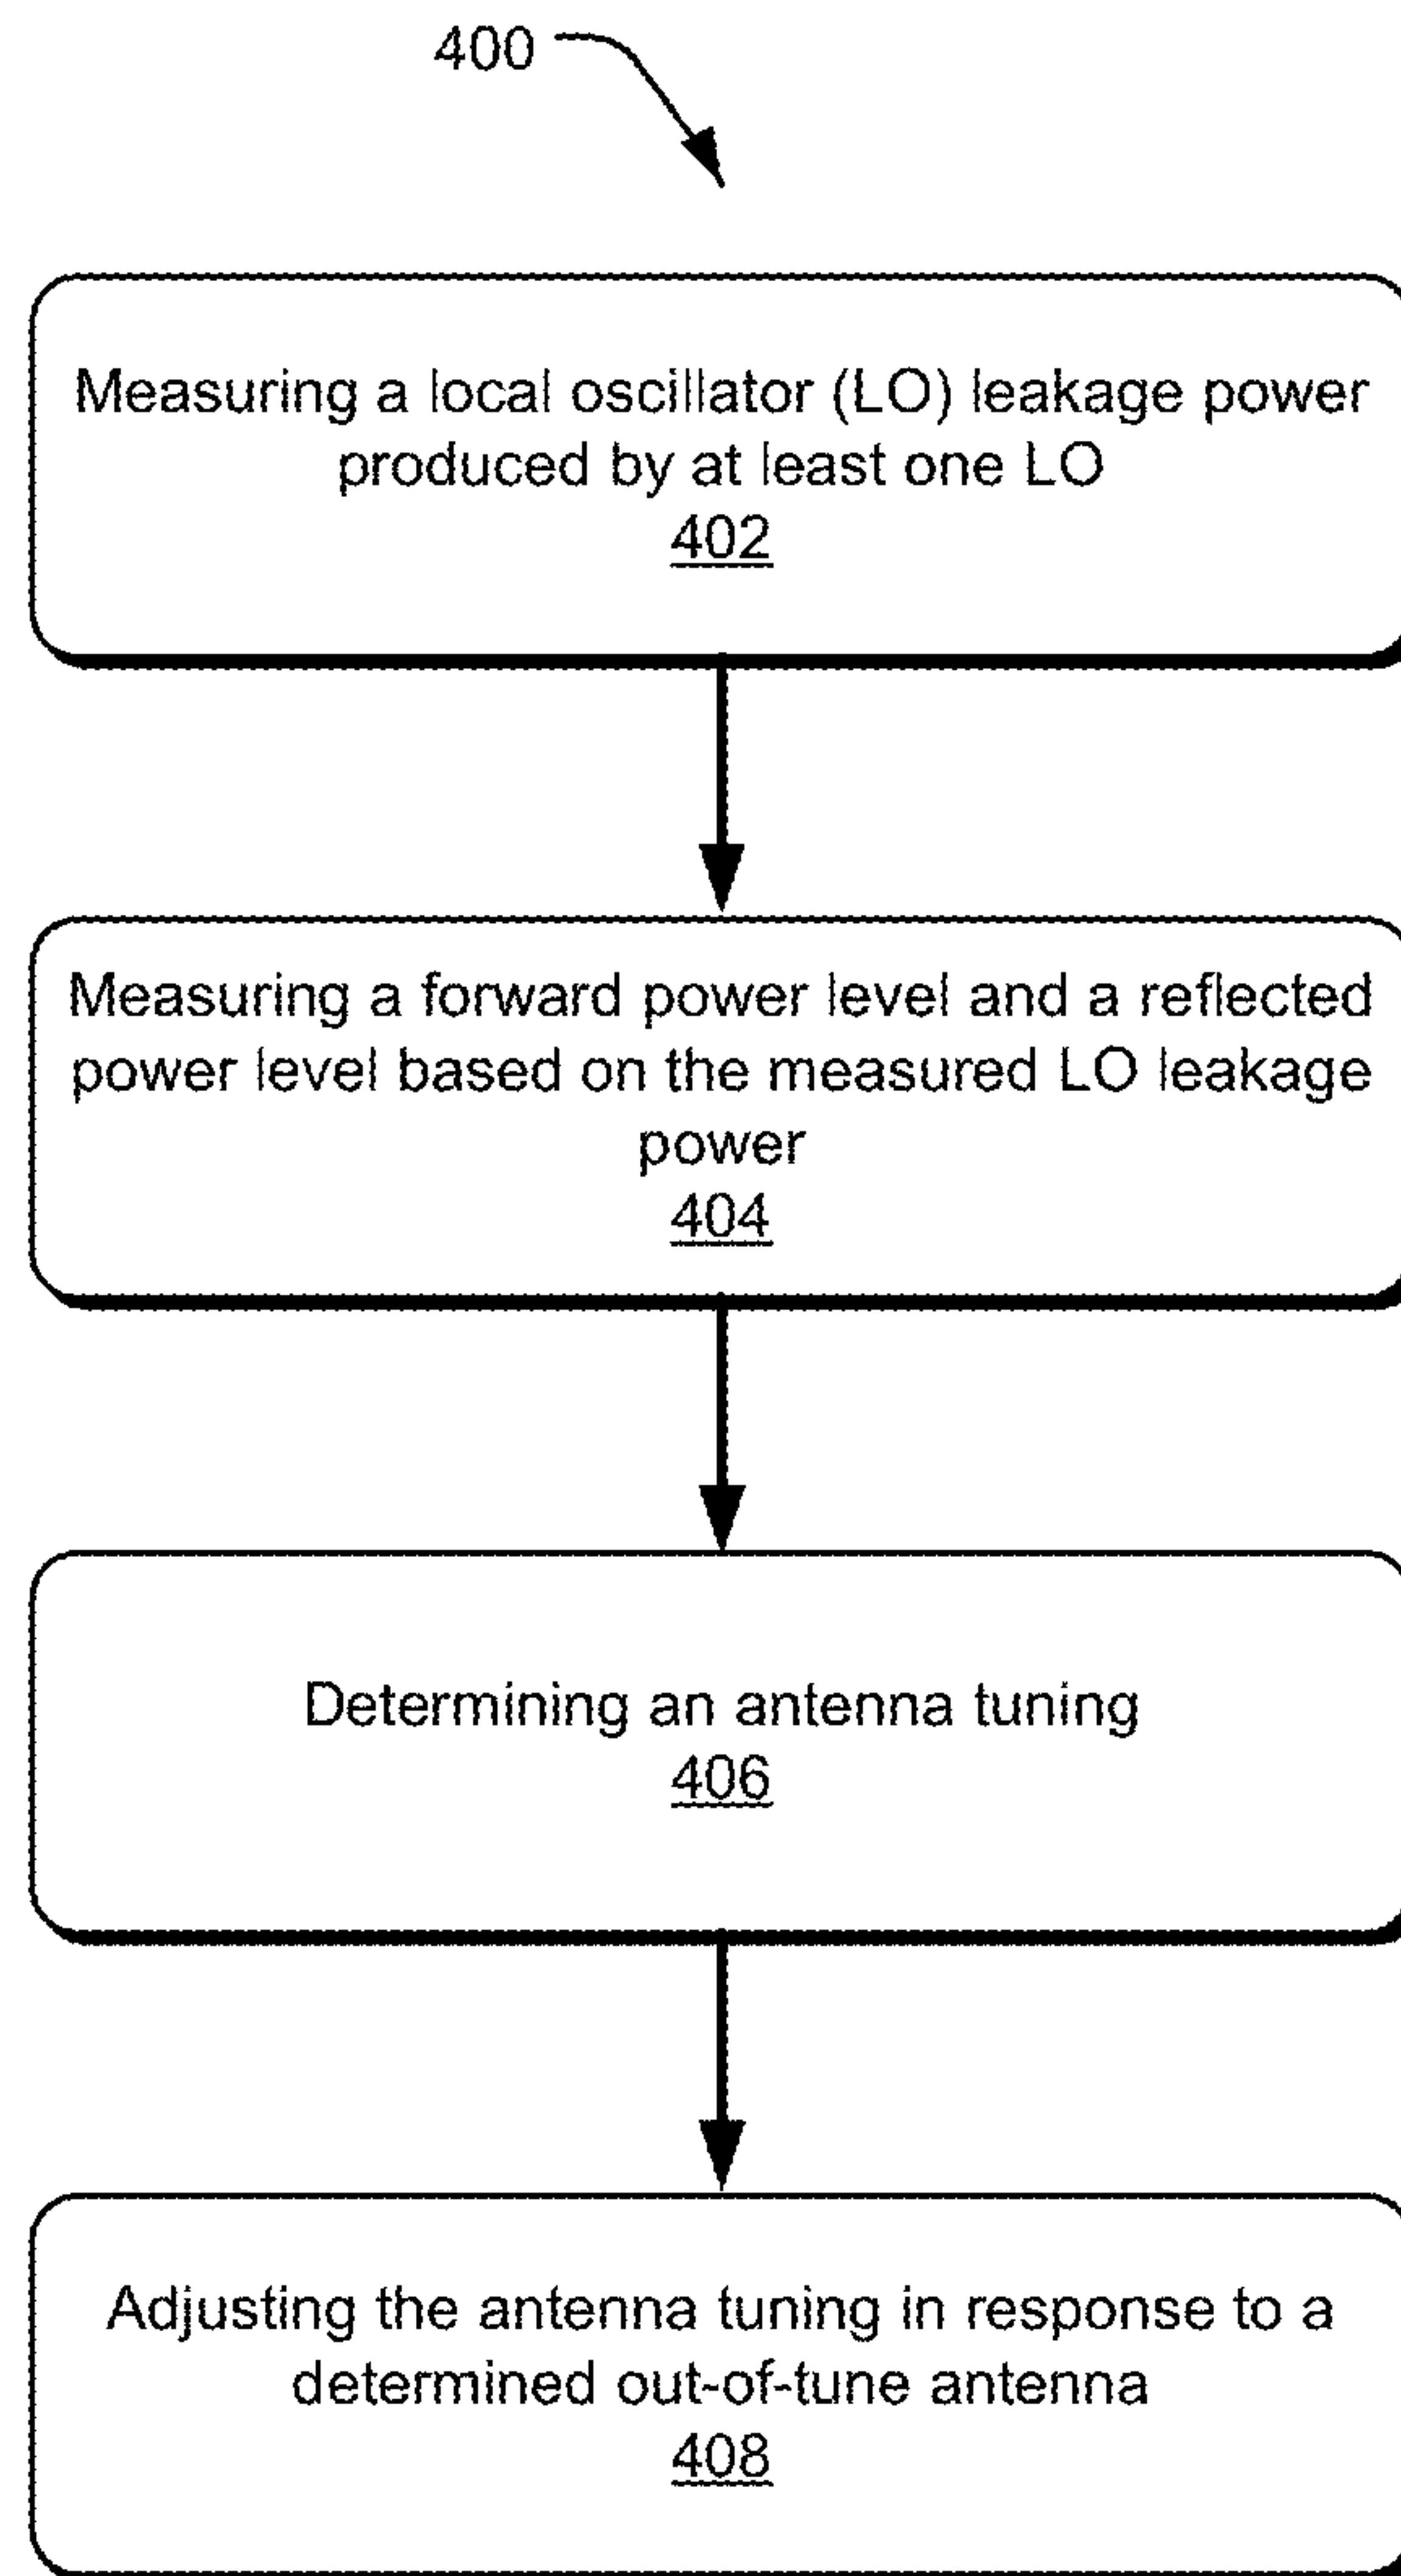 400
Measuring a local oscillator (LO) leakage power
produced by at least one LO
402
Measuring a forward power level and a reflected
power level based on the measured LO leakage
power
404
Determining an antenna tuning
406
Adjusting the antenna tuning in response to a
determined out-of-tune antenna
408